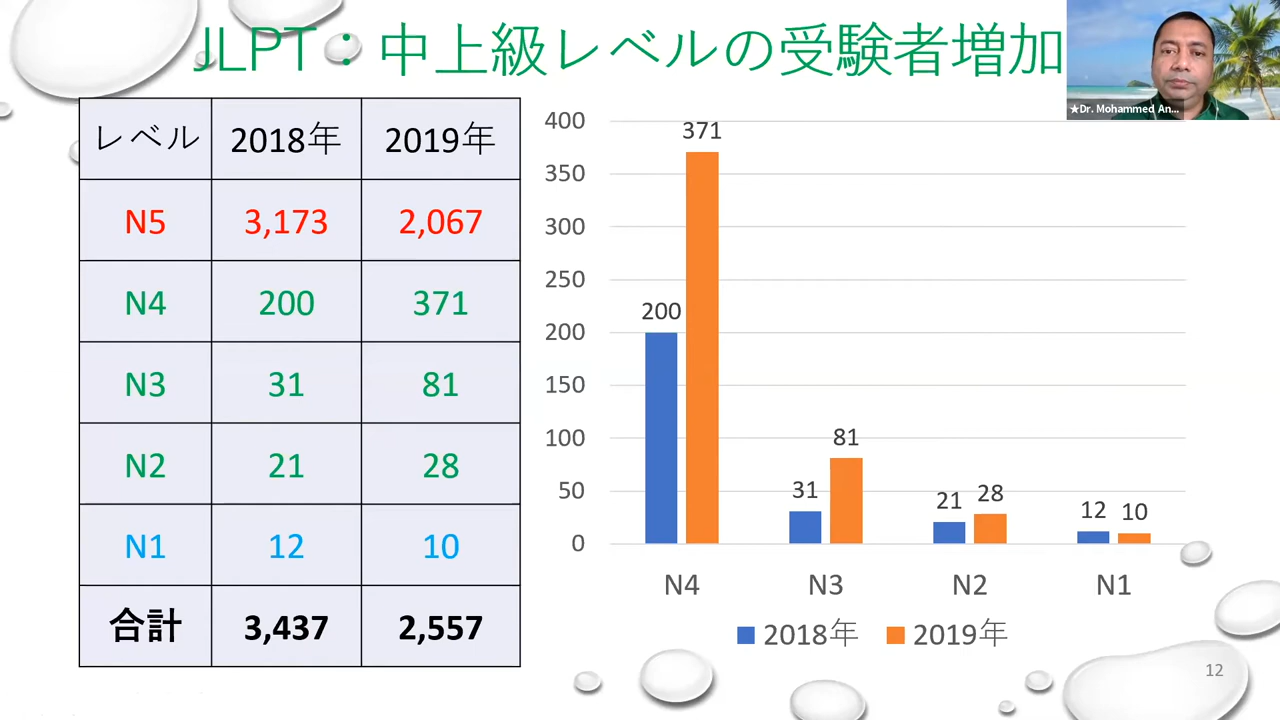 JLPT：中上級レベルの受験者増加
★Dr. Mohammed An...
レベル 2018年 2019年
N5 3,173 2,067
N4 200 371
N3 31 81
N2 21 28
N1 12 10
合計 3,437 2,557
400
350
300
250
200
150
100
50
0
200 371
31 81
21 28
12 10
N4 N3 N2 N1
2018年 2019年
12